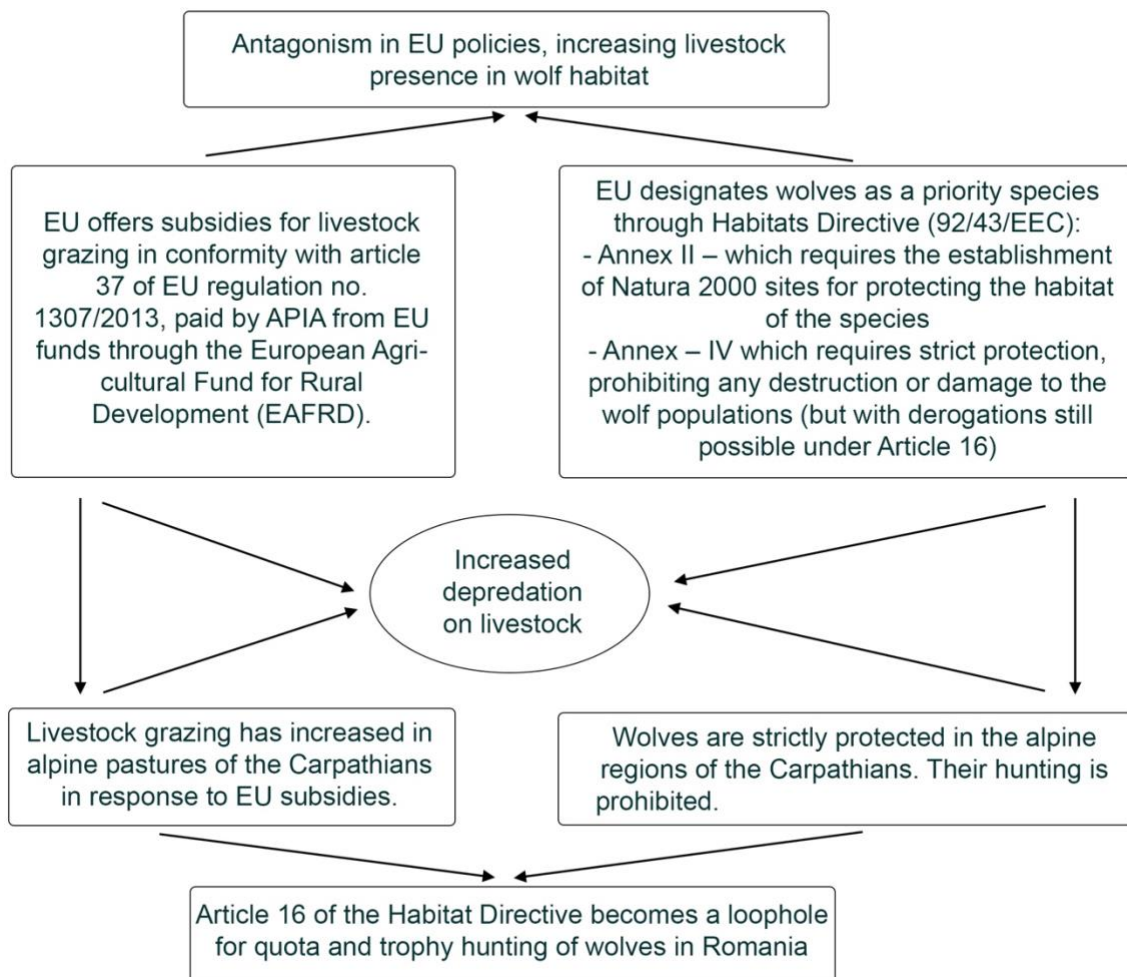 Antagonism in EU policies, increasing livestock
presence in wolf habitat
EU offers subsidies for livestock
grazing in conformity with article
37 of EU regulation no.
1307/2013, paid by APIA from EU
funds through the European Agri-
cultural Fund for Rural
Development (EAFRD).
EU designates wolves as a priority species
through Habitats Directive (92/43/EEC):
- Annex II – which requires the establishment
of Natura 2000 sites for protecting the habitat
of the species
- Annex – IV which requires strict protection,
prohibiting any destruction or damage to the
wolf populations (but with derogations still
possible under Article 16)
Increased
depredation
on livestock
Livestock grazing has increased in
alpine pastures of the Carpathians
in response to EU subsidies.
Wolves are strictly protected in the alpine
regions of the Carpathians. Their hunting is
prohibited.
Article 16 of the Habitat Directive becomes a loophole
for quota and trophy hunting of wolves in Romania